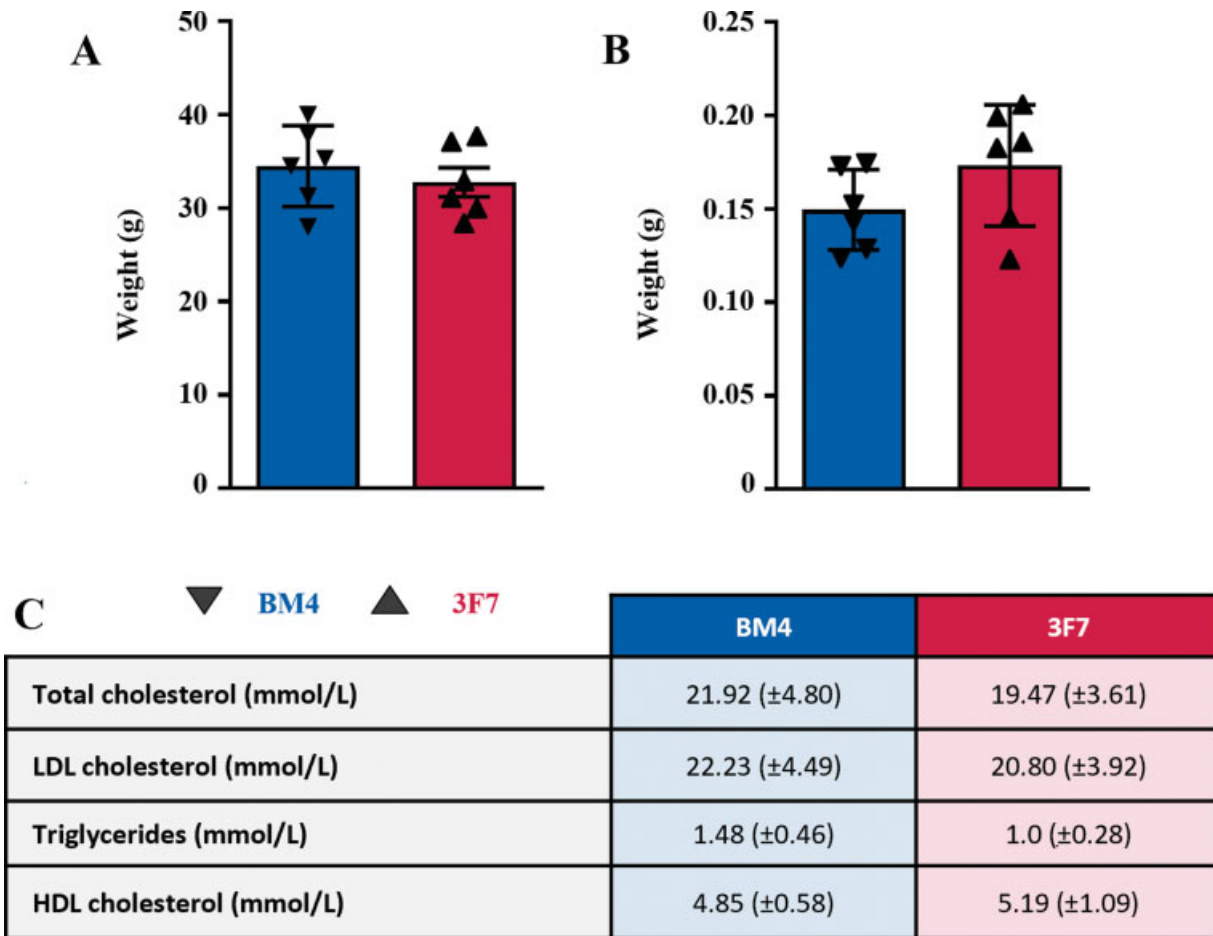 A
Weight (g)
50
40
30
20
10
0
B
Weight (g)
0.25
0.20
0.15
0.10
0.05
0
C
BM4 3F7
BM4 3F7
Total cholesterol (mmol/L) 21.92 (±4.80) 19.47 (±3.61)
LDL cholesterol (mmol/L) 22.23 (±4.49) 20.80 (±3.92)
Triglycerides (mmol/L) 1.48 (±0.46) 1.0 (±0.28)
HDL cholesterol (mmol/L) 4.85 (±0.58) 5.19 (±1.09)